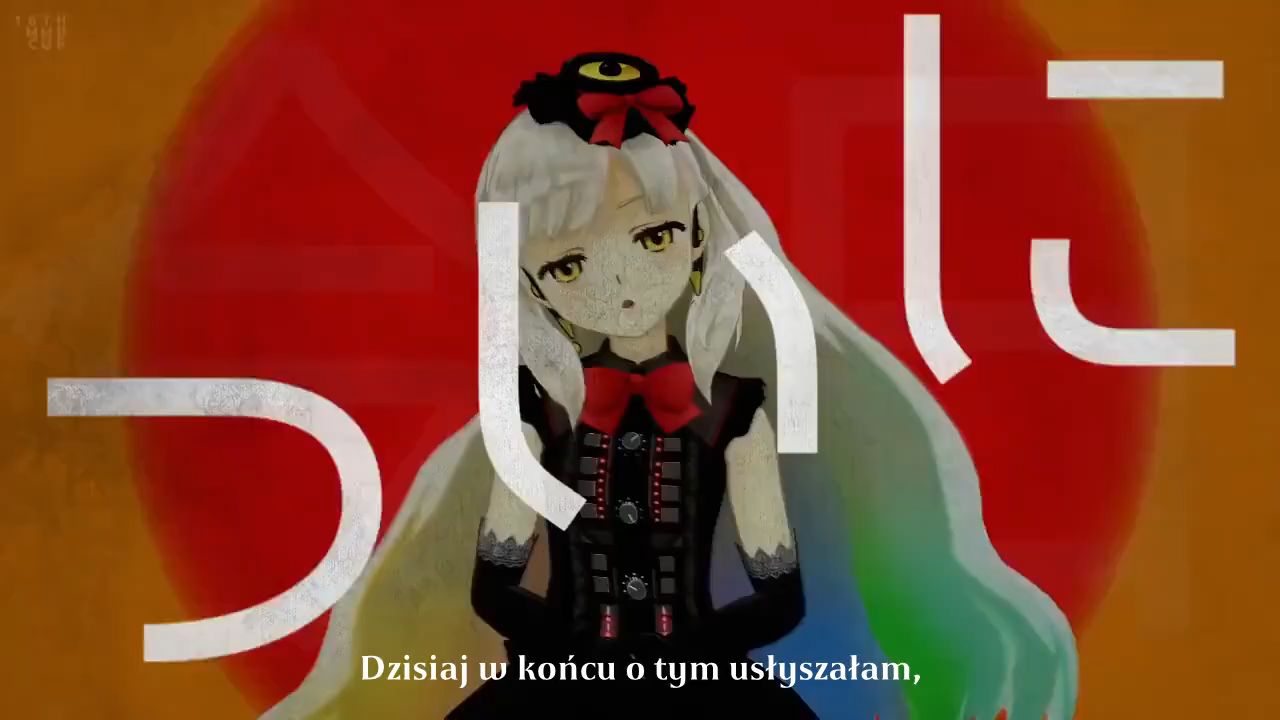 ついに
Dzisiaj w końcu o tym usłyszałam,